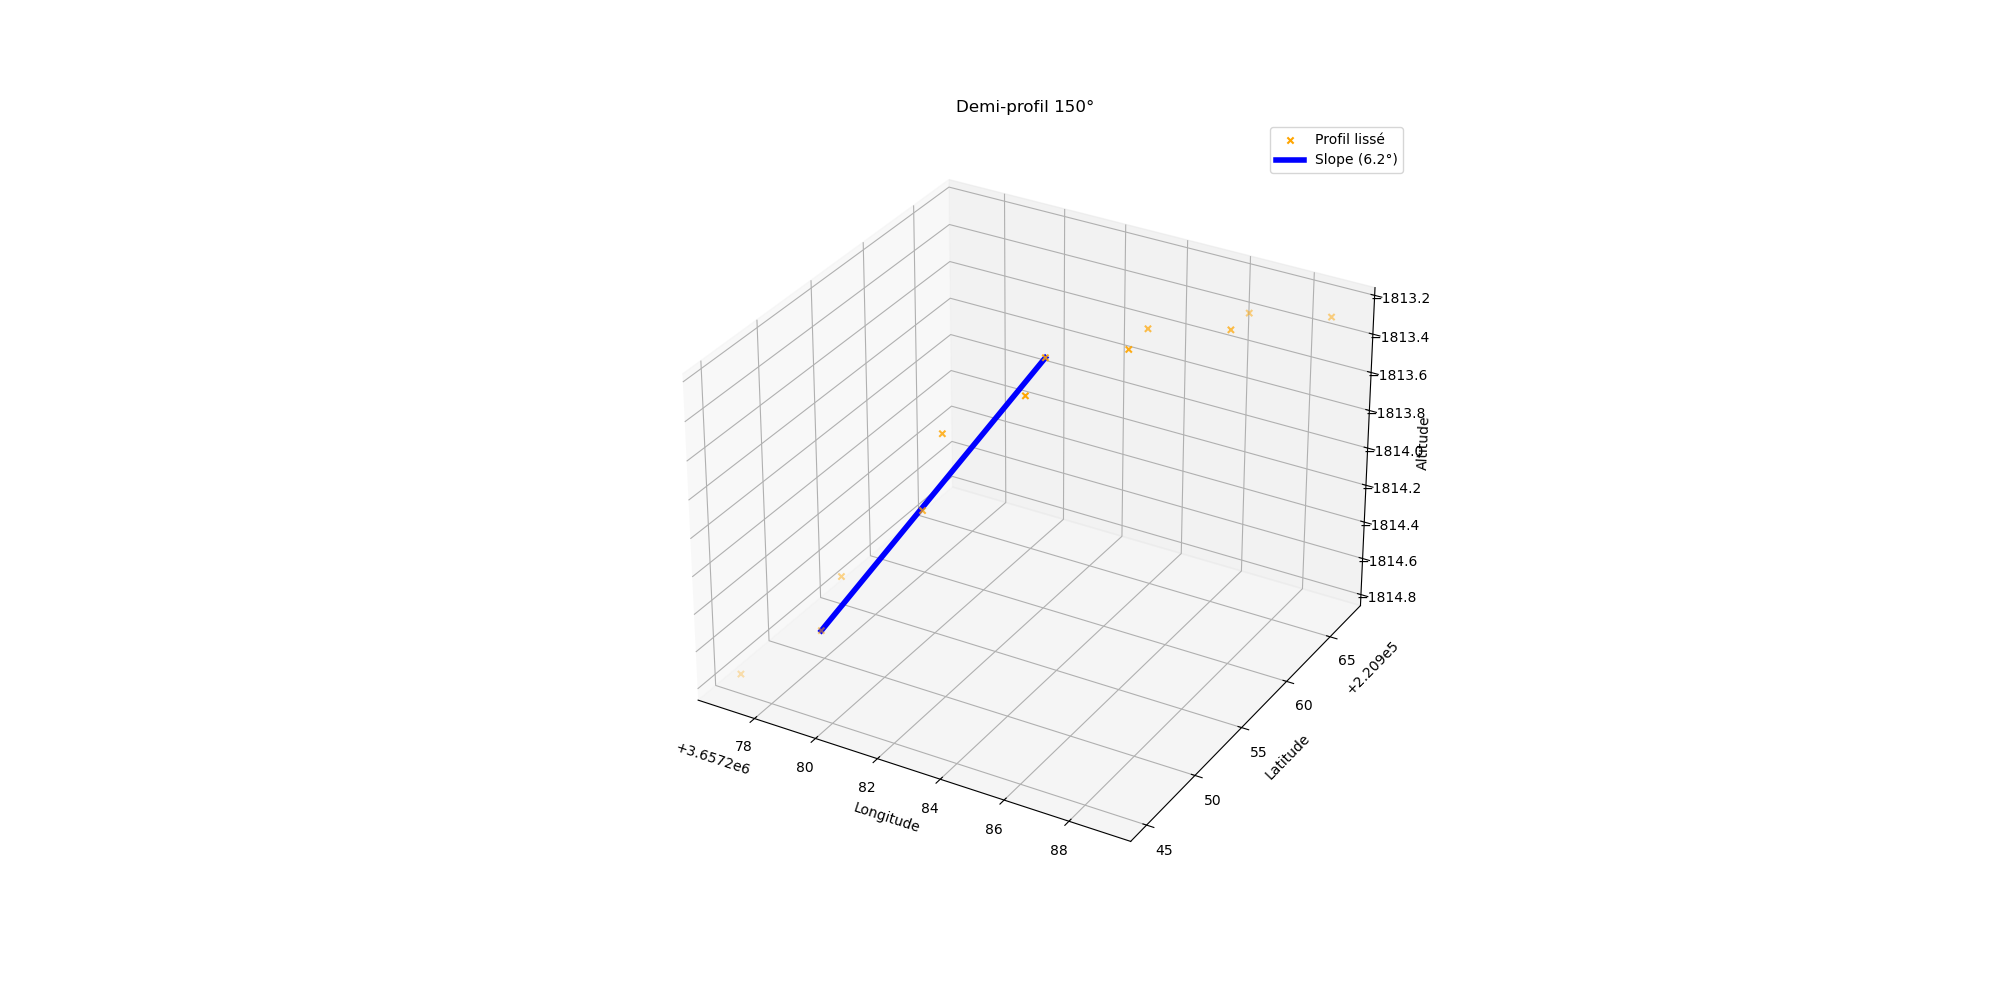 Demi-profil 150°
Profil lissé
Slope (6.2°)
−1813.2
−1813.4
−1813.6
−1813.8
−1814.0
−1814.2
−1814.4
−1814.6
−1814.8
Altitude
65
60
55
50
45
+2.209e5
Latitude
78
80
82
84
86
88
+3.6572e6
Longitude